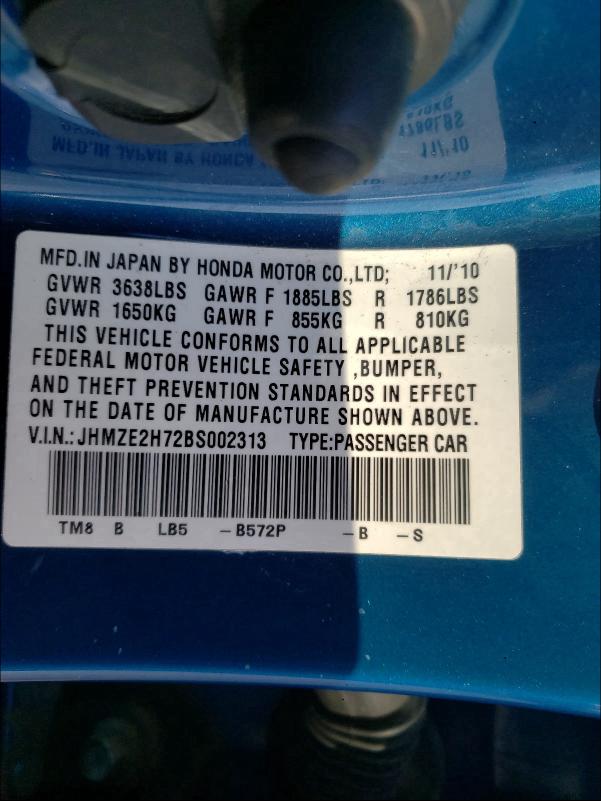 MFD.IN JAPAN BY HONDA MOTOR CO.,LTD; 11/'10
GVWR 3638LBS GAWR F 1885LBS R 1786LBS
GVWR 1650KG GAWR F 855KG R 810KG
THIS VEHICLE CONFORMS TO ALL APPLICABLE
FEDERAL MOTOR VEHICLE SAFETY ,BUMPER,
AND THEFT PREVENTION STANDARDS IN EFFECT
ON THE DATE OF MANUFACTURE SHOWN ABOVE.
V.I.N.:JHMZE2H72BS002313 TYPE:PASSENGER CAR
TM8 B LB5 -B572P -B -S